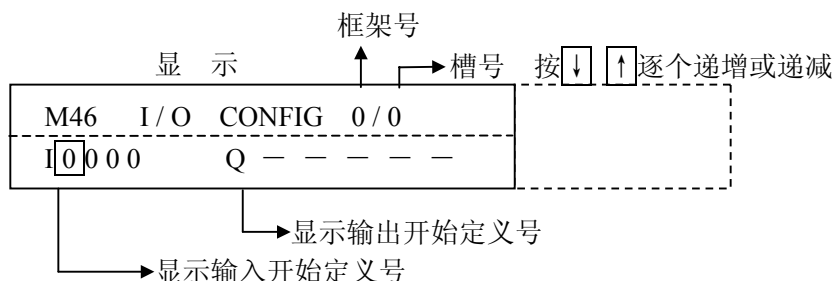 框架号
显 示
槽号
按 ↓ ↑ 逐个递增或递减
M46 I / O CONFIG 0 / 0
I 0 0 0 0 Q － － － － －
显示输出开始定义号
显示输入开始定义号